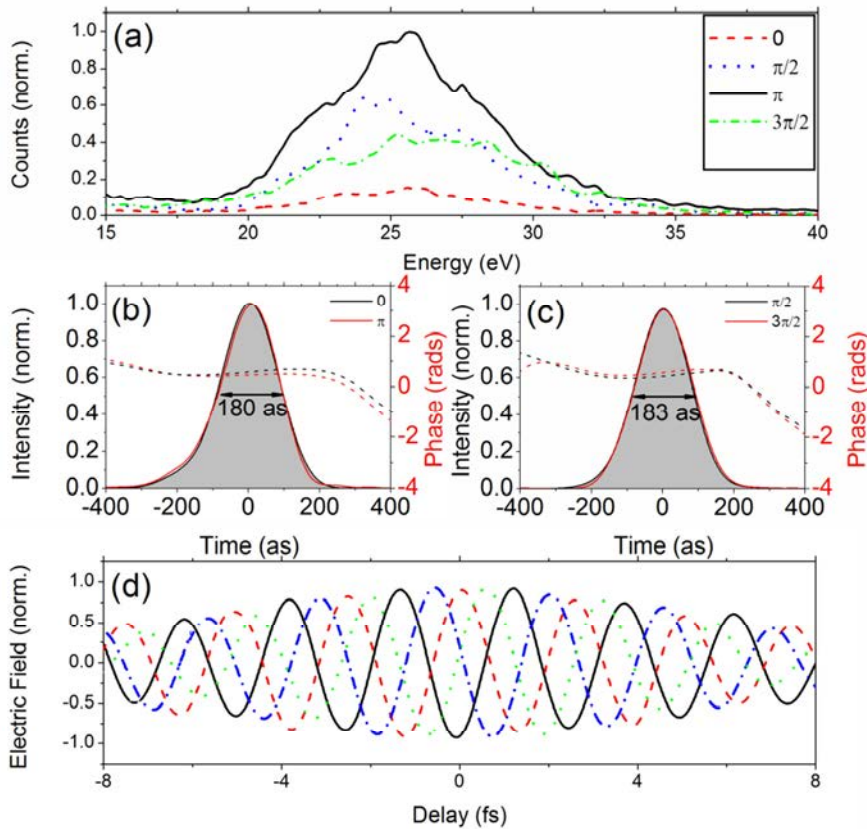 (a)
Counts (norm.)
1.0
0.8
0.6
0.4
0.2
0.0
15 20 25 30 35 40
Energy (eV)
0
π/2
π
3π/2
(b)
Intensity (norm.)
1.0
0.8
0.6
0.4
0.2
0.0
-400 -200 0 200 400
Time (as)
4
2
0
-2
-4
Phase (rads)
0
π
180 as
(c)
Intensity (norm.)
1.0
0.8
0.6
0.4
0.2
0.0
-400 -200 0 200 400
Time (as)
4
2
0
-2
-4
Phase (rads)
π/2
3π/2
183 as
(d)
Electric Field (norm.)
1.0
0.5
0.0
-0.5
-1.0
-8 -4 0 4 8
Delay (fs)